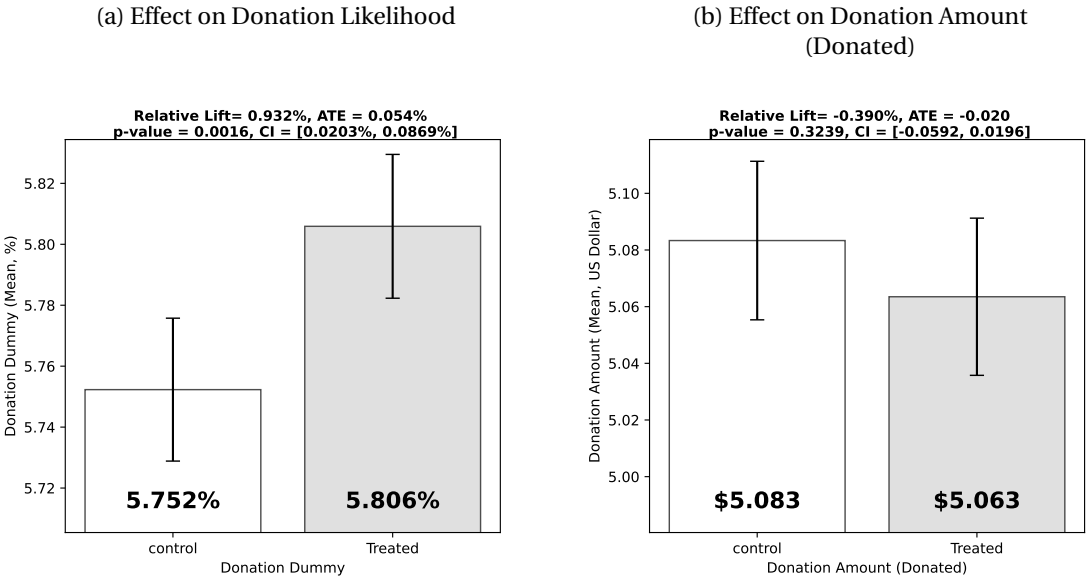 (a) Effect on Donation Likelihood
Relative Lift= 0.932%, ATE = 0.054%
p-value = 0.0016, CI = [0.0203%, 0.0869%]
Donation Dummy (Mean, %)
5.82
5.80
5.78
5.76
5.74
5.72
5.752%
5.806%
control
Treated
Donation Dummy
(b) Effect on Donation Amount
(Donated)
Relative Lift= -0.390%, ATE = -0.020
p-value = 0.3239, CI = [-0.0592, 0.0196]
Donation Amount (Mean, US Dollar)
5.10
5.08
5.06
5.04
5.02
5.00
$5.083
$5.063
control
Treated
Donation Amount (Donated)